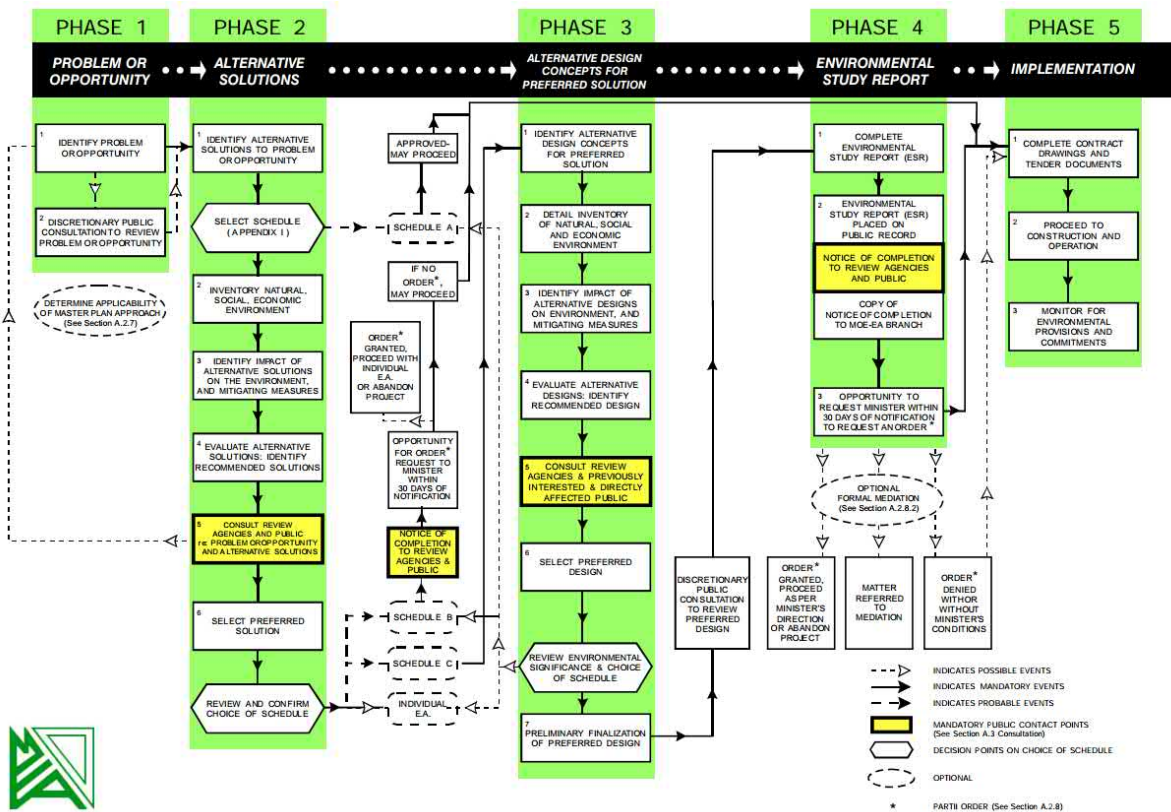 PHASE 1
PHASE 2
PHASE 3
PHASE 4
PHASE 5
PROBLEM OR
OPPORTUNITY
ALTERNATIVE
SOLUTIONS
ALTERNATIVE DESIGN
CONCEPTS FOR
PREFERRED SOLUTION
ENVIRONMENTAL
STUDY REPORT
IMPLEMENTATION
1
IDENTIFY PROBLEM
OR OPPORTUNITY
2
DISCRETIONARY PUBLIC
CONSULTATION TO REVIEW
PROBLEM OR OPPORTUNITY
DETERMINE APPLICABILITY
OF MASTER PLAN APPROACH
(See Section A.2.7)
1
IDENTIFY ALTERNATIVE
SOLUTIONS TO PROBLEM
OR OPPORTUNITY
SELECT SCHEDULE
(APPENDIX I)
2
INVENTORY NATURAL,
SOCIAL, ECONOMIC
ENVIRONMENT
3
IDENTIFY IMPACT OF
ALTERNATIVE SOLUTIONS
ON THE ENVIRONMENT,
AND MITIGATING MEASURES
4
EVALUATE ALTERNATIVE
SOLUTIONS: IDENTIFY
RECOMMENDED SOLUTIONS
5
CONSULT REVIEW
AGENCIES AND PUBLIC
re: PROBLEM OR OPPORTUNITY
AND ALTERNATIVE SOLUTIONS
6
SELECT PREFERRED
SOLUTION
REVIEW AND CONFIRM
CHOICE OF SCHEDULE
APPROVED-
MAY PROCEED
SCHEDULE A
IF NO
ORDER*,
MAY PROCEED
ORDER*
GRANTED,
PROCEED WITH
INDIVIDUAL
E.A.
OR ABANDON
PROJECT
OPPORTUNITY
FOR ORDER*
REQUEST TO
MINISTER
WITHIN
30 DAYS OF
NOTIFICATION
NOTICE OF
COMPLETION
TO REVIEW
AGENCIES &
PUBLIC
SCHEDULE B
SCHEDULE C
INDIVIDUAL
E.A.
1
IDENTIFY ALTERNATIVE
DESIGN CONCEPTS
FOR PREFERRED
SOLUTION
2
DETAIL INVENTORY
OF NATURAL, SOCIAL
AND ECONOMIC
ENVIRONMENT
3
IDENTIFY IMPACT OF
ALTERNATIVE DESIGNS
ON ENVIRONMENT, AND
MITIGATING MEASURES
4
EVALUATE ALTERNATIVE
DESIGNS: IDENTIFY
RECOMMENDED DESIGN
5
CONSULT REVIEW
AGENCIES & PREVIOUSLY
INTERESTED & DIRECTLY
AFFECTED PUBLIC
6
SELECT PREFERRED
DESIGN
REVIEW ENVIRONMENTAL
SIGNIFICANCE & CHOICE
OF SCHEDULE
7
PRELIMINARY FINALIZATION
OF PREFERRED DESIGN
DISCRETIONARY
PUBLIC
CONSULTATION
TO REVIEW
PREFERRED
DESIGN
1
COMPLETE
ENVIRONMENTAL
STUDY REPORT (ESR)
2
ENVIRONMENTAL
STUDY REPORT (ESR)
PLACED ON
PUBLIC RECORD
NOTICE OF COMPLETION
TO REVIEW AGENCIES
AND PUBLIC
COPY OF
NOTICE OF COMPLETION
TO MOE-EA BRANCH
3
OPPORTUNITY TO
REQUEST MINISTER WITHIN
30 DAYS OF NOTIFICATION
TO REQUEST AN ORDER*
OPTIONAL
FORMAL MEDIATION
(See Section A.2.8.2)
ORDER*
GRANTED,
PROCEED
AS PER
MINISTER'S
DIRECTION
OR ABANDON
PROJECT
MATTER
REFERRED
TO
MEDIATION
ORDER*
DENIED
WITH OR
WITHOUT
MINISTER'S
CONDITIONS
1
COMPLETE CONTRACT
DRAWINGS AND
TENDER DOCUMENTS
2
PROCEED TO
CONSTRUCTION AND
OPERATION
3
MONITOR FOR
ENVIRONMENTAL
PROVISIONS AND
COMMITMENTS
INDICATES POSSIBLE EVENTS
INDICATES MANDATORY EVENTS
INDICATES PROBABLE EVENTS
MANDATORY PUBLIC CONTACT POINTS
(See Section A.3 Consultation)
DECISION POINTS ON CHOICE OF SCHEDULE
OPTIONAL
* PART II ORDER (See Section A.2.8)
MEA